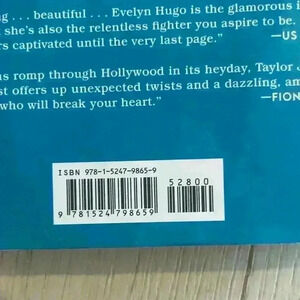 ng . . . beautiful . . . Evelyn Hugo is the glamorous i
d she's also the relentless fighter you aspire to be.
rs captivated until the very last page."
—US
us romp through Hollywood in its heyday, Taylor J
st offers up unexpected twists and a dazzling, am
who will break your heart."
—FION
ISBN 978-1-5247-9865-9
52800
9 781524 798659